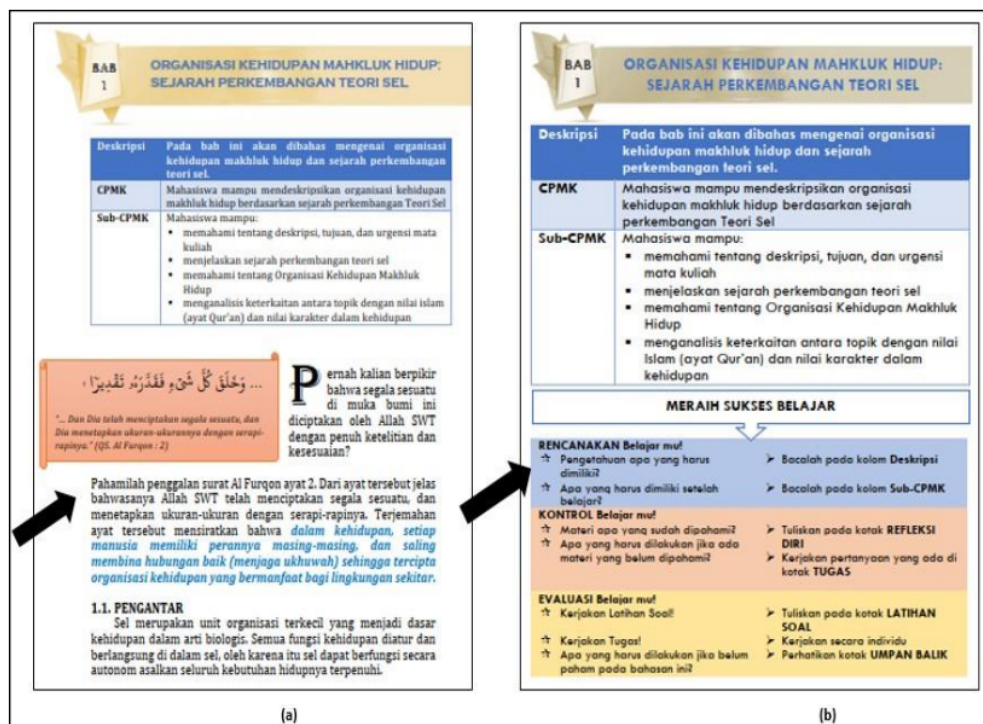 BAB
1
ORGANISASI KEHIDUPAN MAHKLUK HIDUP:
SEJARAH PERKEMBANGAN TEORI SEL
Deskripsi Pada bab ini akan dibahas mengenai organisasi
kehidupan makhluk hidup dan sejarah perkembangan
teori sel.
CPMK Mahasiswa mampu mendeskripsikan organisasi kehidupan
makhluk hidup berdasarkan sejarah perkembangan Teori Sel
Sub-CPMK Mahasiswa mampu:
▪ memahami tentang deskripsi, tujuan, dan urgensi mata
kuliah
▪ menjelaskan sejarah perkembangan teori sel
▪ memahami tentang Organisasi Kehidupan Makhluk
Hidup
▪ menganalisis keterkaitan antara topik dengan nilai islam
(ayat Qur'an) dan nilai karakter dalam kehidupan
... وَخَلَقَ كُلَّ شَيْءٍ فَقَدَّرَهُ تَقْدِيرًا
"... Dan Dia telah menciptakan segala sesuatu, dan
Dia menetapkan ukuran-ukurannya dengan serapi-
rapinya." (QS. Al Furqon : 2)
Pernah kalian berpikir
bahwa segala sesuatu
di muka bumi ini
diciptakan oleh Allah SWT
dengan penuh ketelitian dan
kesesuaian?
Pahamilah penggalan surat Al Furqon ayat 2. Dari ayat tersebut jelas
bahwasanya Allah SWT telah menciptakan segala sesuatu, dan
menetapkan ukuran-ukuran dengan serapi-rapinya. Terjemahan
ayat tersebut mensiratkan bahwa dalam kehidupan, setiap
manusia memiliki perannya masing-masing, dan saling
membina hubungan baik (menjaga ukhuwah) sehingga tercipta
organisasi kehidupan yang bermanfaat bagi lingkungan sekitar.
1.1. PENGANTAR
Sel merupakan unit organisasi terkecil yang menjadi dasar
kehidupan dalam arti biologis. Semua fungsi kehidupan diatur dan
berlangsung di dalam sel, oleh karena itu sel dapat berfungsi secara
autonom asalkan seluruh kebutuhan hidupnya terpenuhi.
(a)
BAB
1
ORGANISASI KEHIDUPAN MAHKLUK HIDUP:
SEJARAH PERKEMBANGAN TEORI SEL
Deskripsi Pada bab ini akan dibahas mengenai organisasi
kehidupan makhluk hidup dan sejarah
perkembangan teori sel.
CPMK Mahasiswa mampu mendeskripsikan organisasi
kehidupan makhluk hidup berdasarkan sejarah
perkembangan Teori Sel
Sub-CPMK Mahasiswa mampu:
▪ memahami tentang deskripsi, tujuan, dan urgensi
mata kuliah
▪ menjelaskan sejarah perkembangan teori sel
▪ memahami tentang Organisasi Kehidupan Makhluk
Hidup
▪ menganalisis keterkaitan antara topik dengan nilai
Islam (ayat Qur'an) dan nilai karakter dalam
kehidupan
MERAIH SUKSES BELAJAR
RENCANAKAN Belajar mu!
☆ Pengetahuan apa yang harus ➢ Bacalah pada kolom Deskripsi
dimiliki?
☆ Apa yang harus dimiliki setelah ➢ Bacalah pada kolom Sub-CPMK
belajar?
KONTROL Belajar mu!
☆ Materi apa yang sudah dipahami? ➢ Tuliskan pada kotak REFLEKSI
☆ Apa yang harus dilakukan jika ada DIRI
materi yang belum dipahami? ➢ Kerjakan pertanyaan yang ada di
kotak TUGAS
EVALUASI Belajar mu!
☆ Kerjakan Latihan Soal! ➢ Tuliskan pada kotak LATIHAN
SOAL
☆ Kerjakan Tugas! ➢ Kerjakan secara individu
☆ Apa yang harus dilakukan jika belum ➢ Perhatikan kotak UMPAN BALIK
paham pada bahasan ini?
(b)